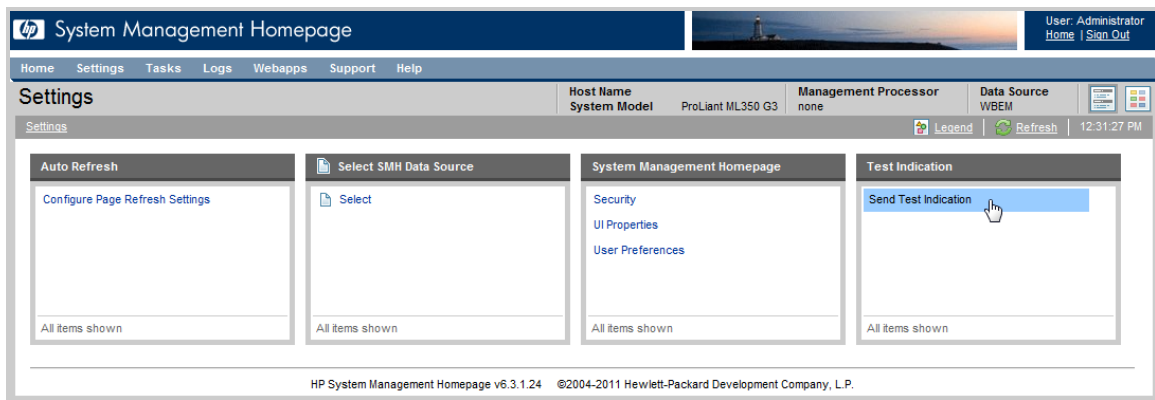 hp System Management Homepage
User: Administrator
Home | Sign Out
Home Settings Tasks Logs Webapps Support Help
Settings
Host Name
System Model ProLiant ML350 G3
Management Processor
none
Data Source
WBEM
Settings
Legend Refresh 12:31:27 PM
Auto Refresh
Configure Page Refresh Settings
All items shown
Select SMH Data Source
Select
All items shown
System Management Homepage
Security
UI Properties
User Preferences
All items shown
Test Indication
Send Test Indication
All items shown
HP System Management Homepage v6.3.1.24 ©2004-2011 Hewlett-Packard Development Company, L.P.